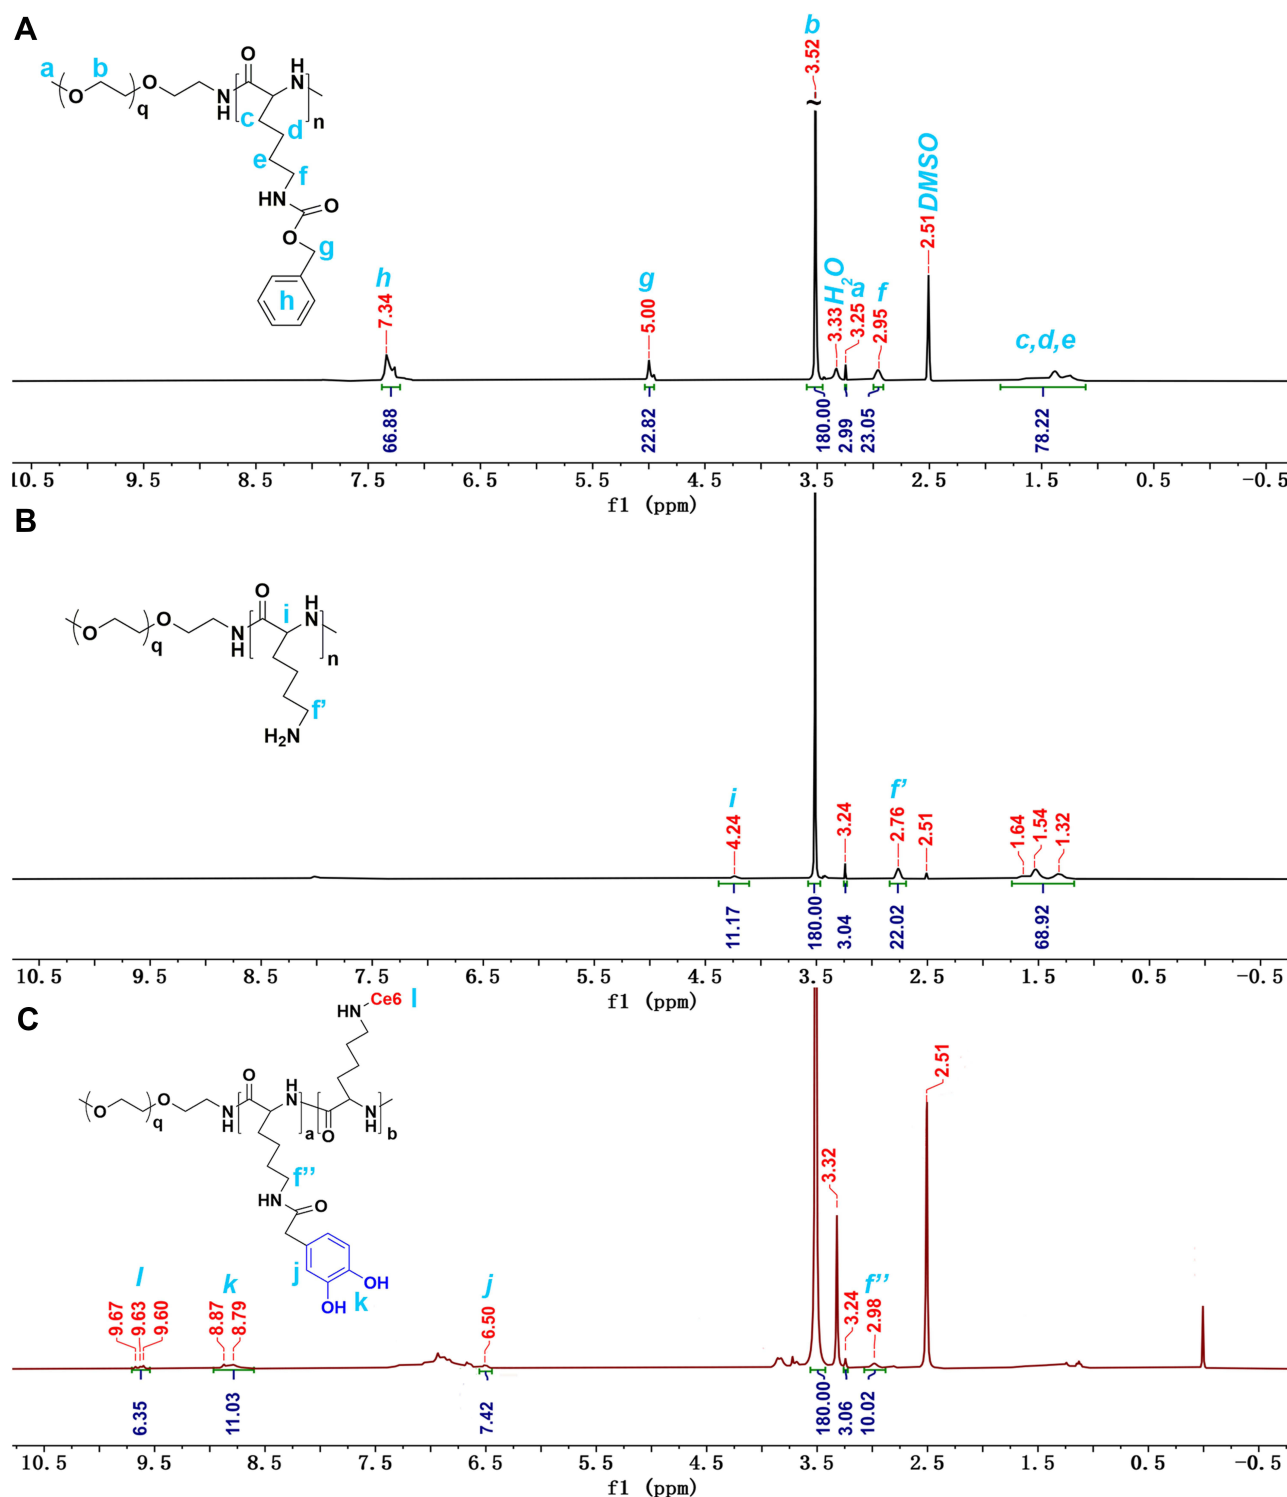 A
a
b
O
q
O
N
H
O
H
N
n
c
d
e
f
HN
O
O
g
h
h
7.34
g
5.00
b
3.52
~
H2O
3.33
a
3.25
f
2.95
DMSO
2.51
c,d,e
66.88
22.82
180.00
2.99
23.05
78.22
10.5 9.5 8.5 7.5 6.5 5.5 4.5 3.5 2.5 1.5 0.5 -0.5
f1 (ppm)
B
O
q
O
N
H
O
i
H
N
n
f'
H2N
i
4.24
3.24
f'
2.76
2.51
1.64
1.54
1.32
11.17
180.00
3.04
22.02
68.92
10.5 9.5 8.5 7.5 6.5 5.5 4.5 3.5 2.5 1.5 0.5 -0.5
f1 (ppm)
C
HN
Ce6
l
O
q
O
N
H
O
H
N
a
O
N
H
b
f''
HN
O
j
OH
OH
k
l
9.67
9.63
9.60
k
8.87
8.79
j
6.50
3.32
3.24
f''
2.98
2.51
6.35
11.03
7.42
180.00
3.06
10.02
10.5 9.5 8.5 7.5 6.5 5.5 4.5 3.5 2.5 1.5 0.5 -0.5
f1 (ppm)